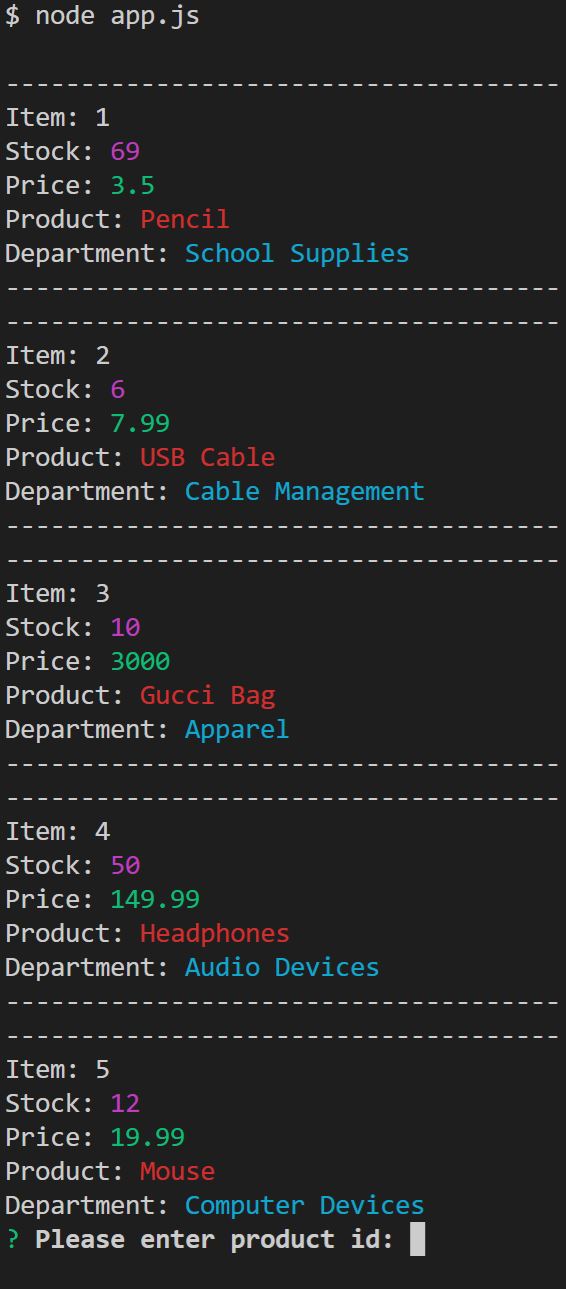 $ node app.js
-------------------------------------
Item: 1
Stock: 69
Price: 3.5
Product: Pencil
Department: School Supplies
-------------------------------------
-------------------------------------
Item: 2
Stock: 6
Price: 7.99
Product: USB Cable
Department: Cable Management
-------------------------------------
-------------------------------------
Item: 3
Stock: 10
Price: 3000
Product: Gucci Bag
Department: Apparel
-------------------------------------
-------------------------------------
Item: 4
Stock: 50
Price: 149.99
Product: Headphones
Department: Audio Devices
-------------------------------------
-------------------------------------
Item: 5
Stock: 12
Price: 19.99
Product: Mouse
Department: Computer Devices
? Please enter product id: